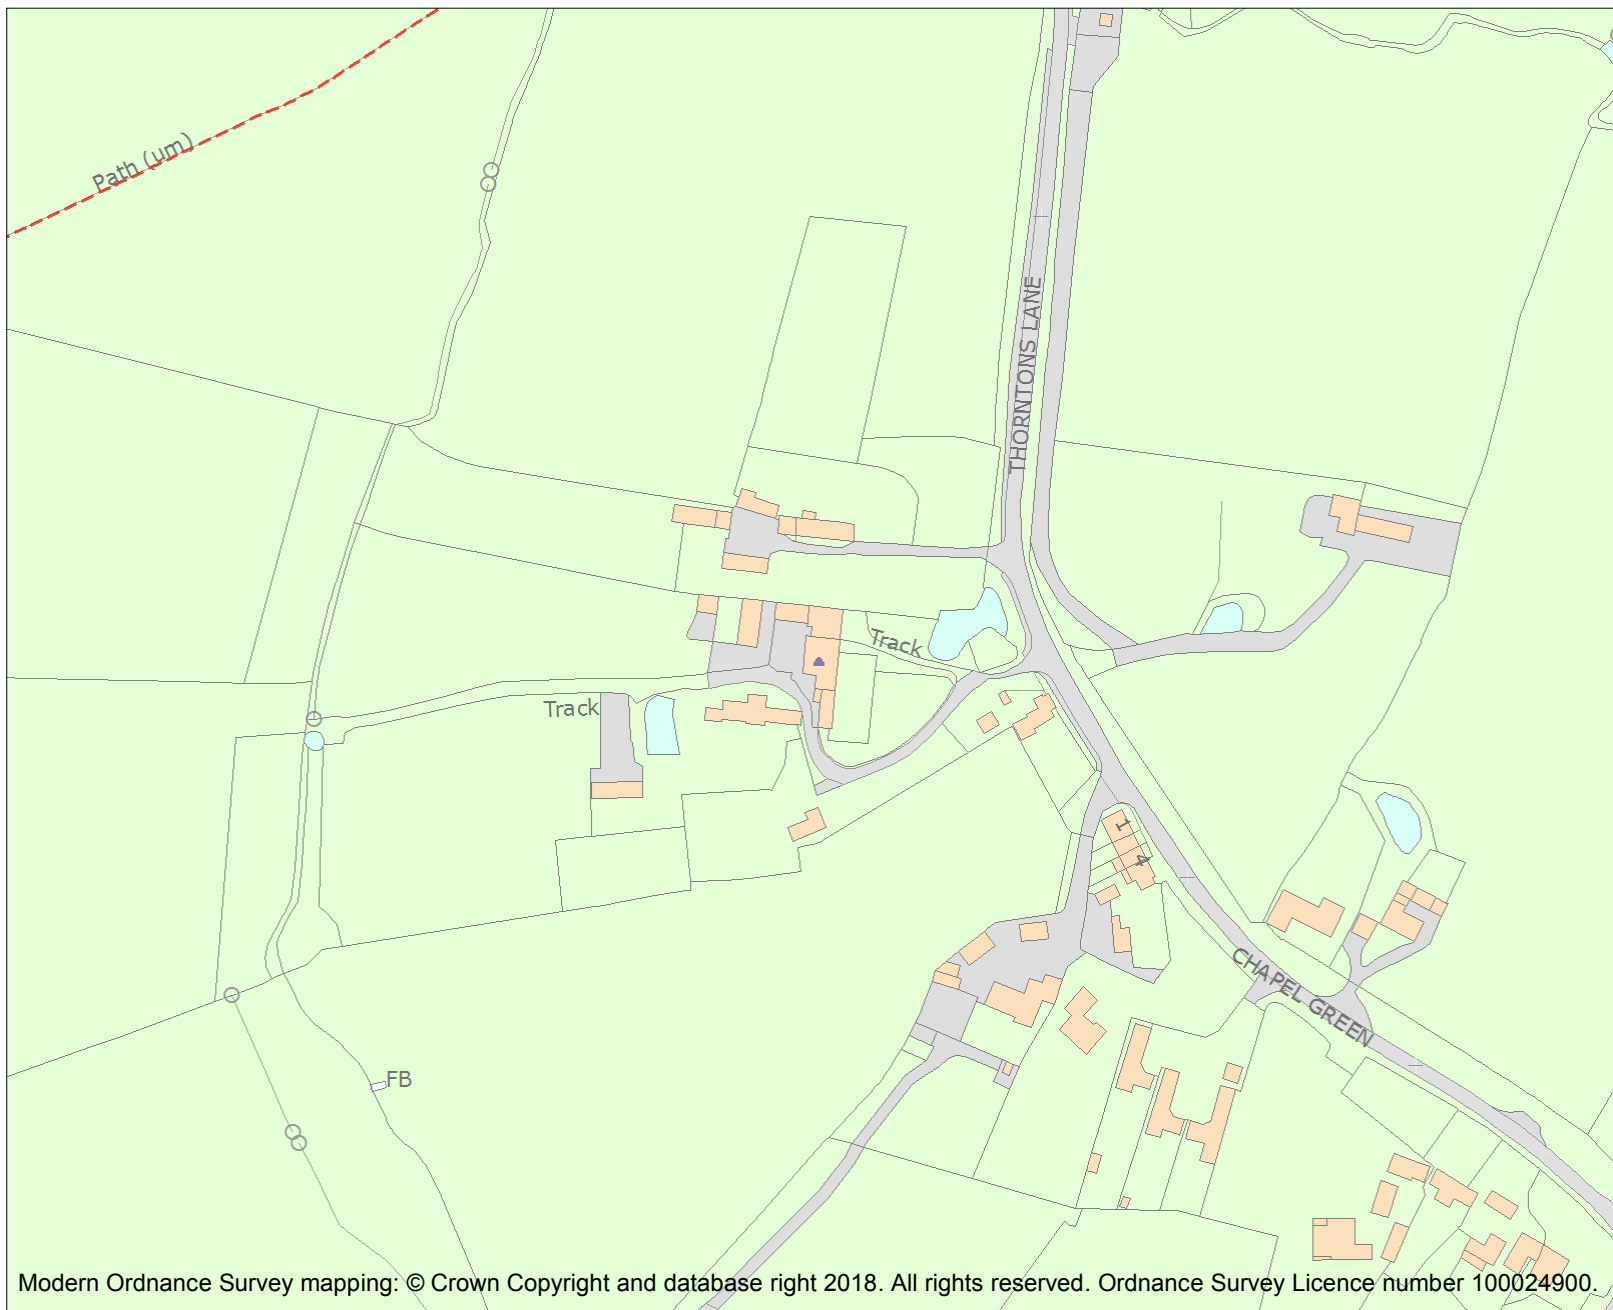 Path (um)
THORNTONS LANE
Track
Track
1
4
CHAPEL GREEN
FB
Modern Ordnance Survey mapping: © Crown Copyright and database right 2018. All rights reserved. Ordnance Survey Licence number 100024900.